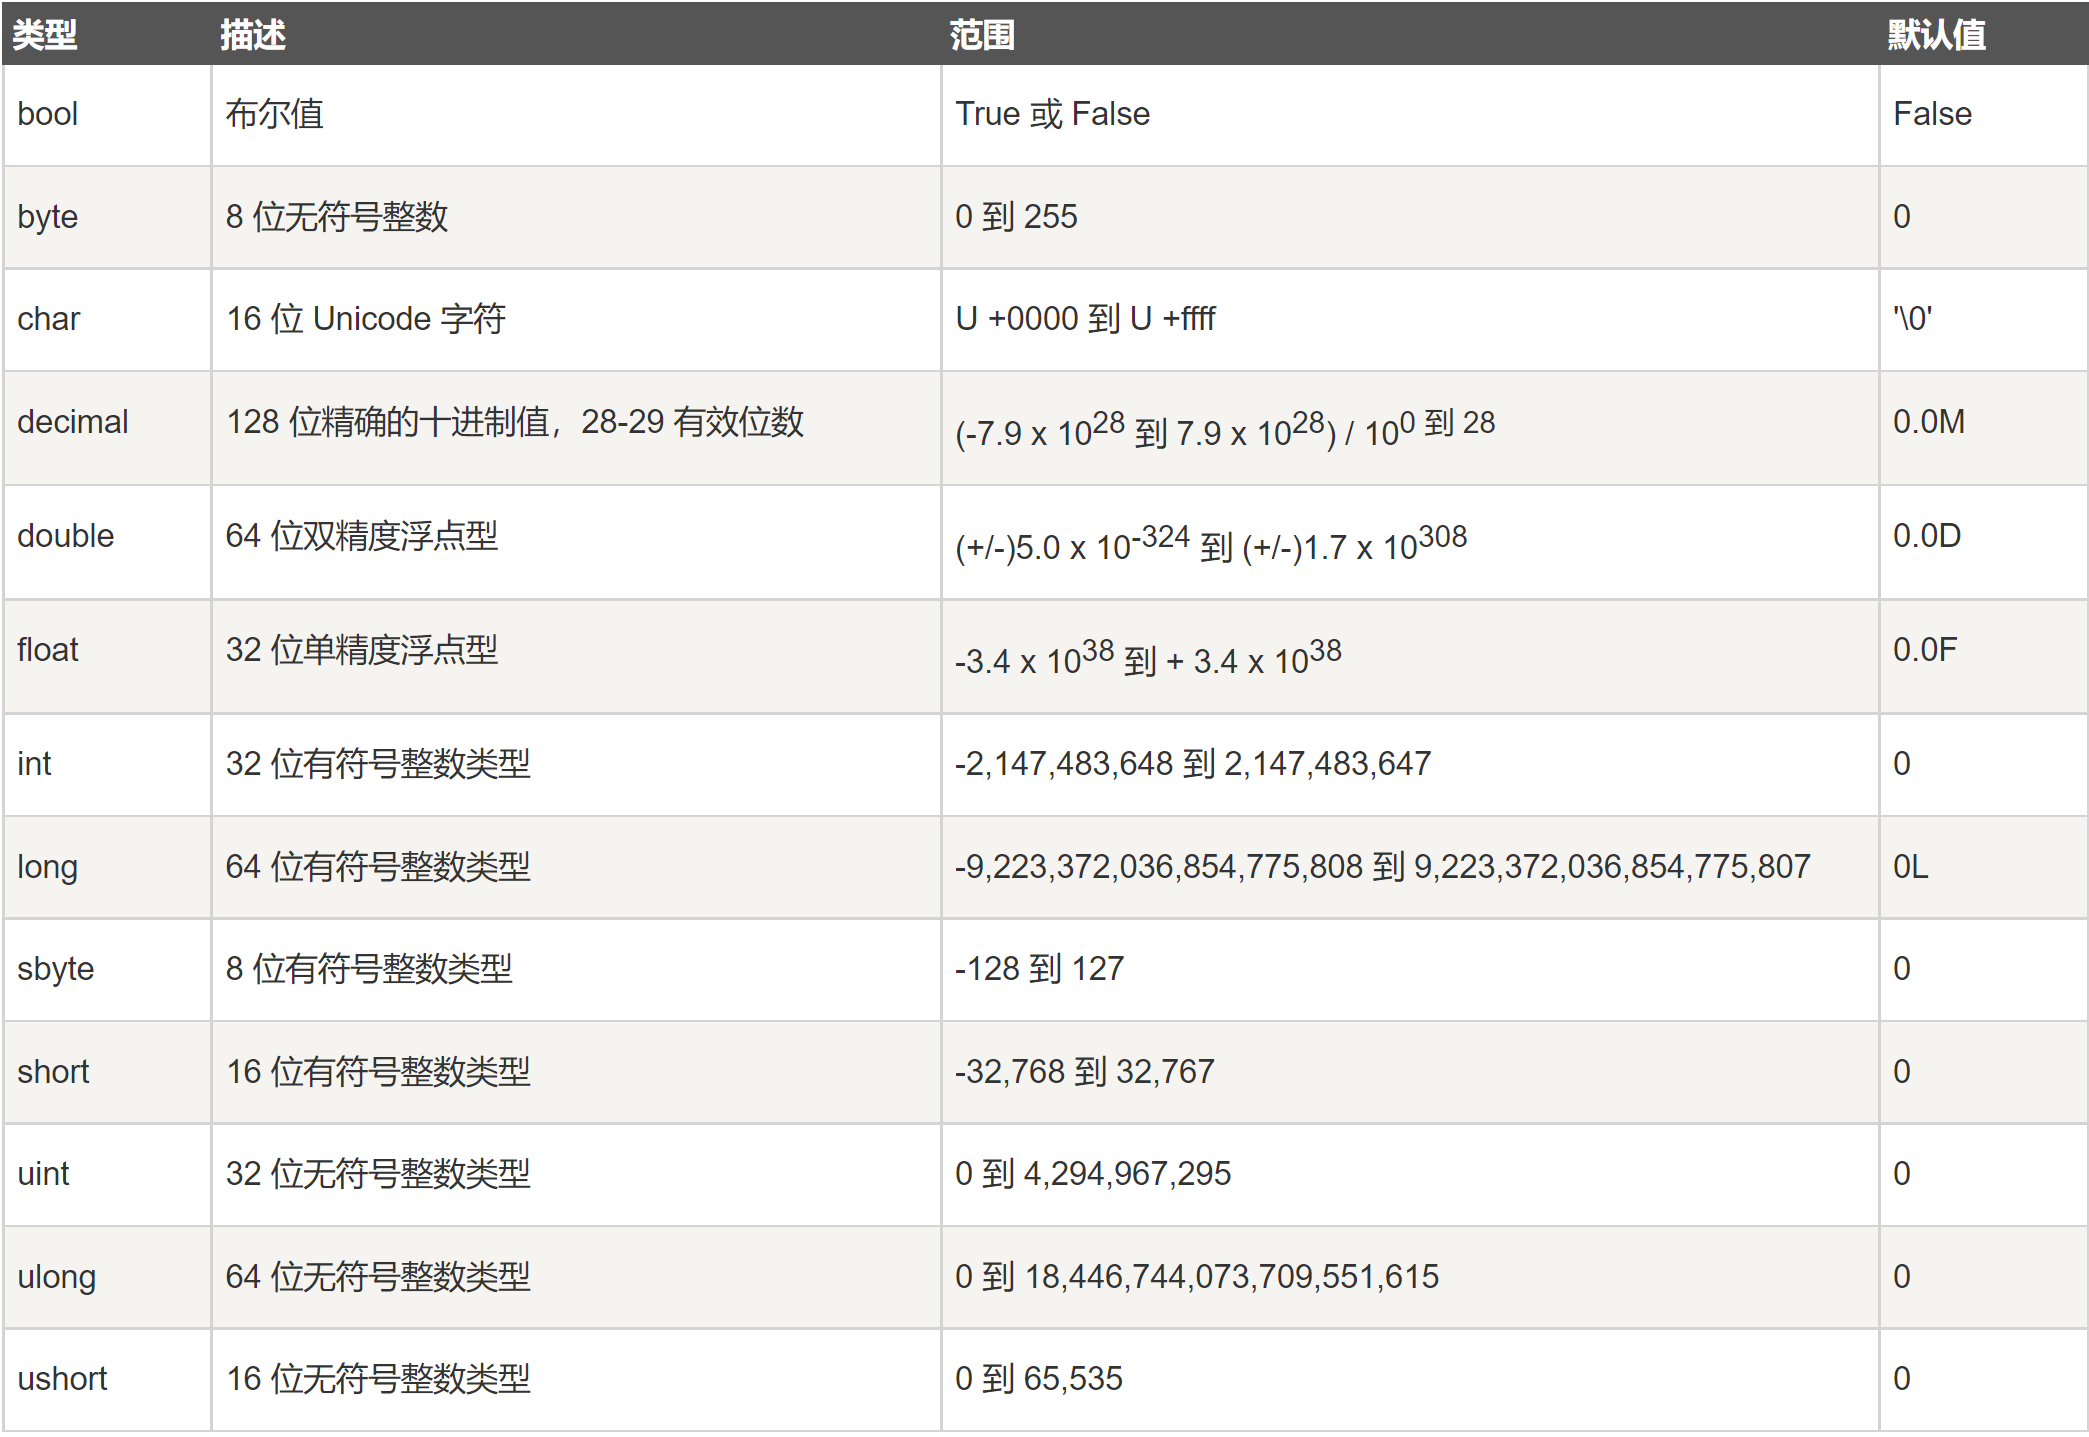 类型 描述 范围 默认值
bool 布尔值 True 或 False False
byte 8 位无符号整数 0 到 255 0
char 16 位 Unicode 字符 U +0000 到 U +ffff '\0'
decimal 128 位精确的十进制值，28-29 有效位数 (-7.9 x 10^28 到 7.9 x 10^28) / 10^0 到 28 0.0M
double 64 位双精度浮点型 (+/-)5.0 x 10^-324 到 (+/-)1.7 x 10^308 0.0D
float 32 位单精度浮点型 -3.4 x 10^38 到 + 3.4 x 10^38 0.0F
int 32 位有符号整数类型 -2,147,483,648 到 2,147,483,647 0
long 64 位有符号整数类型 -9,223,372,036,854,775,808 到 9,223,372,036,854,775,807 0L
sbyte 8 位有符号整数类型 -128 到 127 0
short 16 位有符号整数类型 -32,768 到 32,767 0
uint 32 位无符号整数类型 0 到 4,294,967,295 0
ulong 64 位无符号整数类型 0 到 18,446,744,073,709,551,615 0
ushort 16 位无符号整数类型 0 到 65,535 0